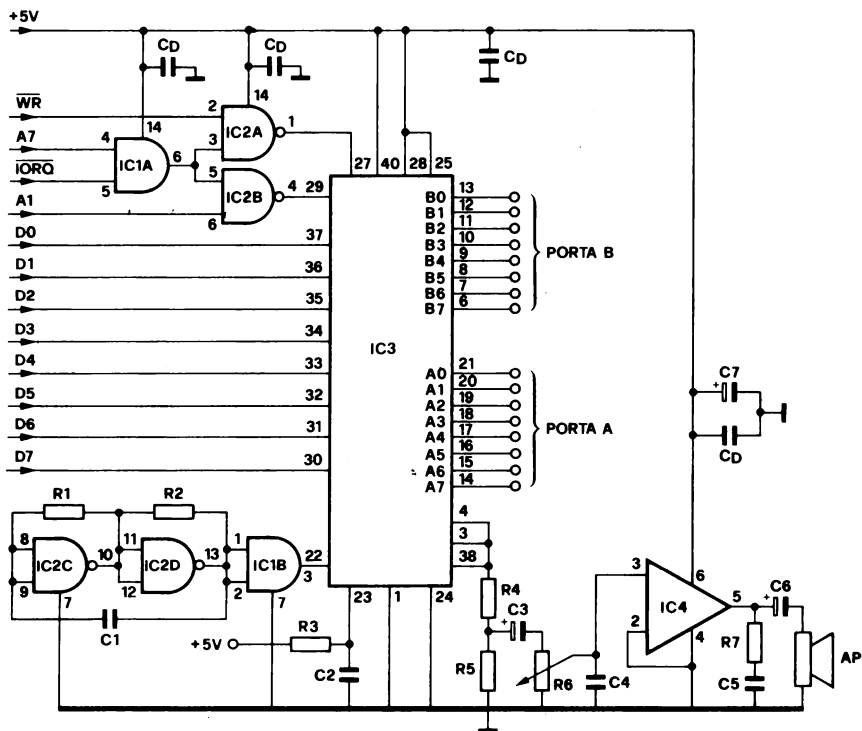 +5V
CD
CD
CD
WR
14
14
2
1
A7
4
IC2A
3
IC1A
6
IORQ
5
27 40 28 25
5
IC2B
4
29
A1
6
D0
37
D1
36
D2
35
D3
34
D4
33
D5
32
D6
31
D7
30
IC3
B0 13
B1 12
B2 11
B3 10
B4 9
B5 8
B6 7
B7 6
PORTA B
A0 21
A1 20
A2 19
A3 18
A4 17
A5 16
A6 15
A7 14
PORTA A
C7
+
CD
R1
R2
8
IC2C
10
11
IC2D
13
1
IC1B
22
9
7
12
2
3
7
C1
23 1 24
+5V
R3
C2
4
3
38
R4
C3
+
R5
R6
C4
3
IC4
6
5
2
4
C6
+
R7
C5
AP